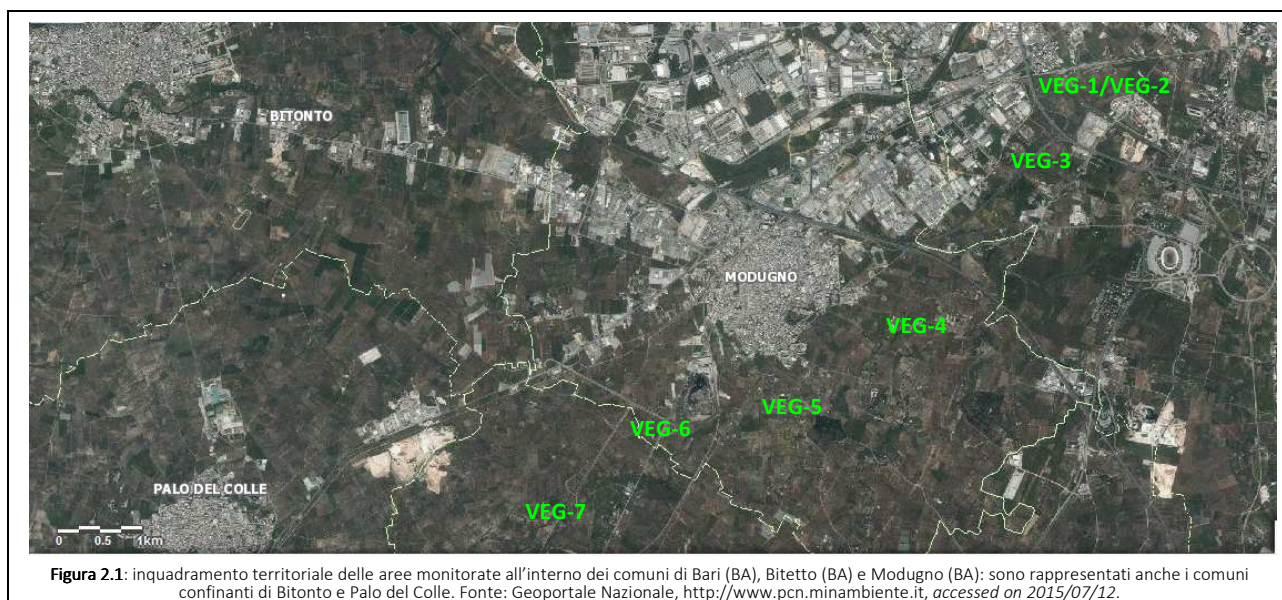 VEG-1/VEG-2
BITONTO
VEG-3
MODUGNO
VEG-4
VEG-5
VEG-6
PALO DEL COLLE
VEG-7
0 0.5 1km
Figura 2.1: inquadramento territoriale delle aree monitorate all'interno dei comuni di Bari (BA), Bitetto (BA) e Modugno (BA): sono rappresentati anche i comuni
confinanti di Bitonto e Palo del Colle. Fonte: Geoportale Nazionale, http://www.pcn.minambiente.it, accessed on 2015/07/12.